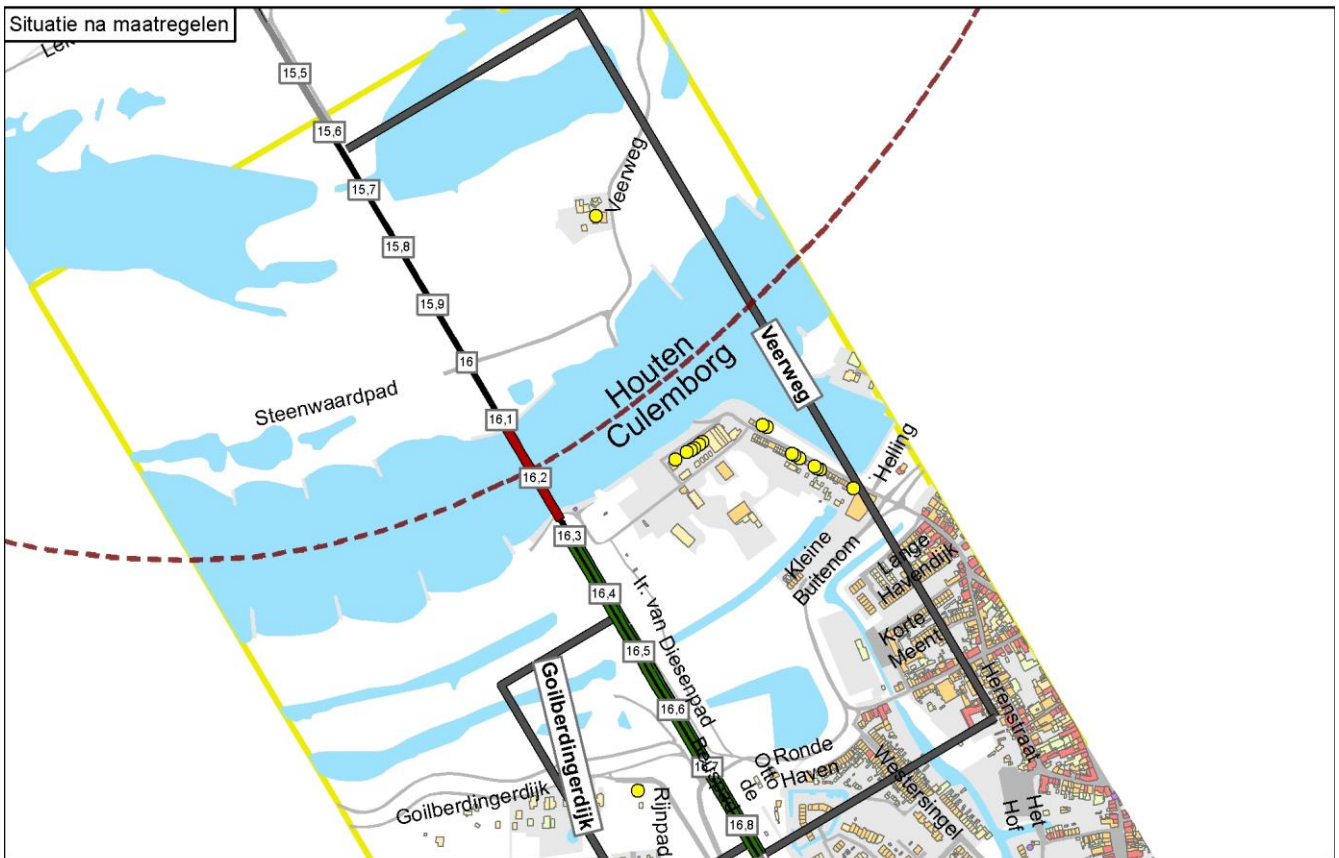 Situatie na maatregelen
Lek
15,5
15,6
15,7
Veerweg
15,8
15,9
16
Houten
Culemborg
Veerweg
Steenwaardpad
16,1
16,2
Helling
16,3
Kleine
Buitenom
Lange
Havendijk
16,4
Ir. van Diesenpad
16,5
Korte
Meent
Goilberdingerdijk
16,6
Herenstraat
Ronde
Haven
Otto
de
Westersingel
Goilberdingerdijk
Rijnpad
16,8
Het
Hof